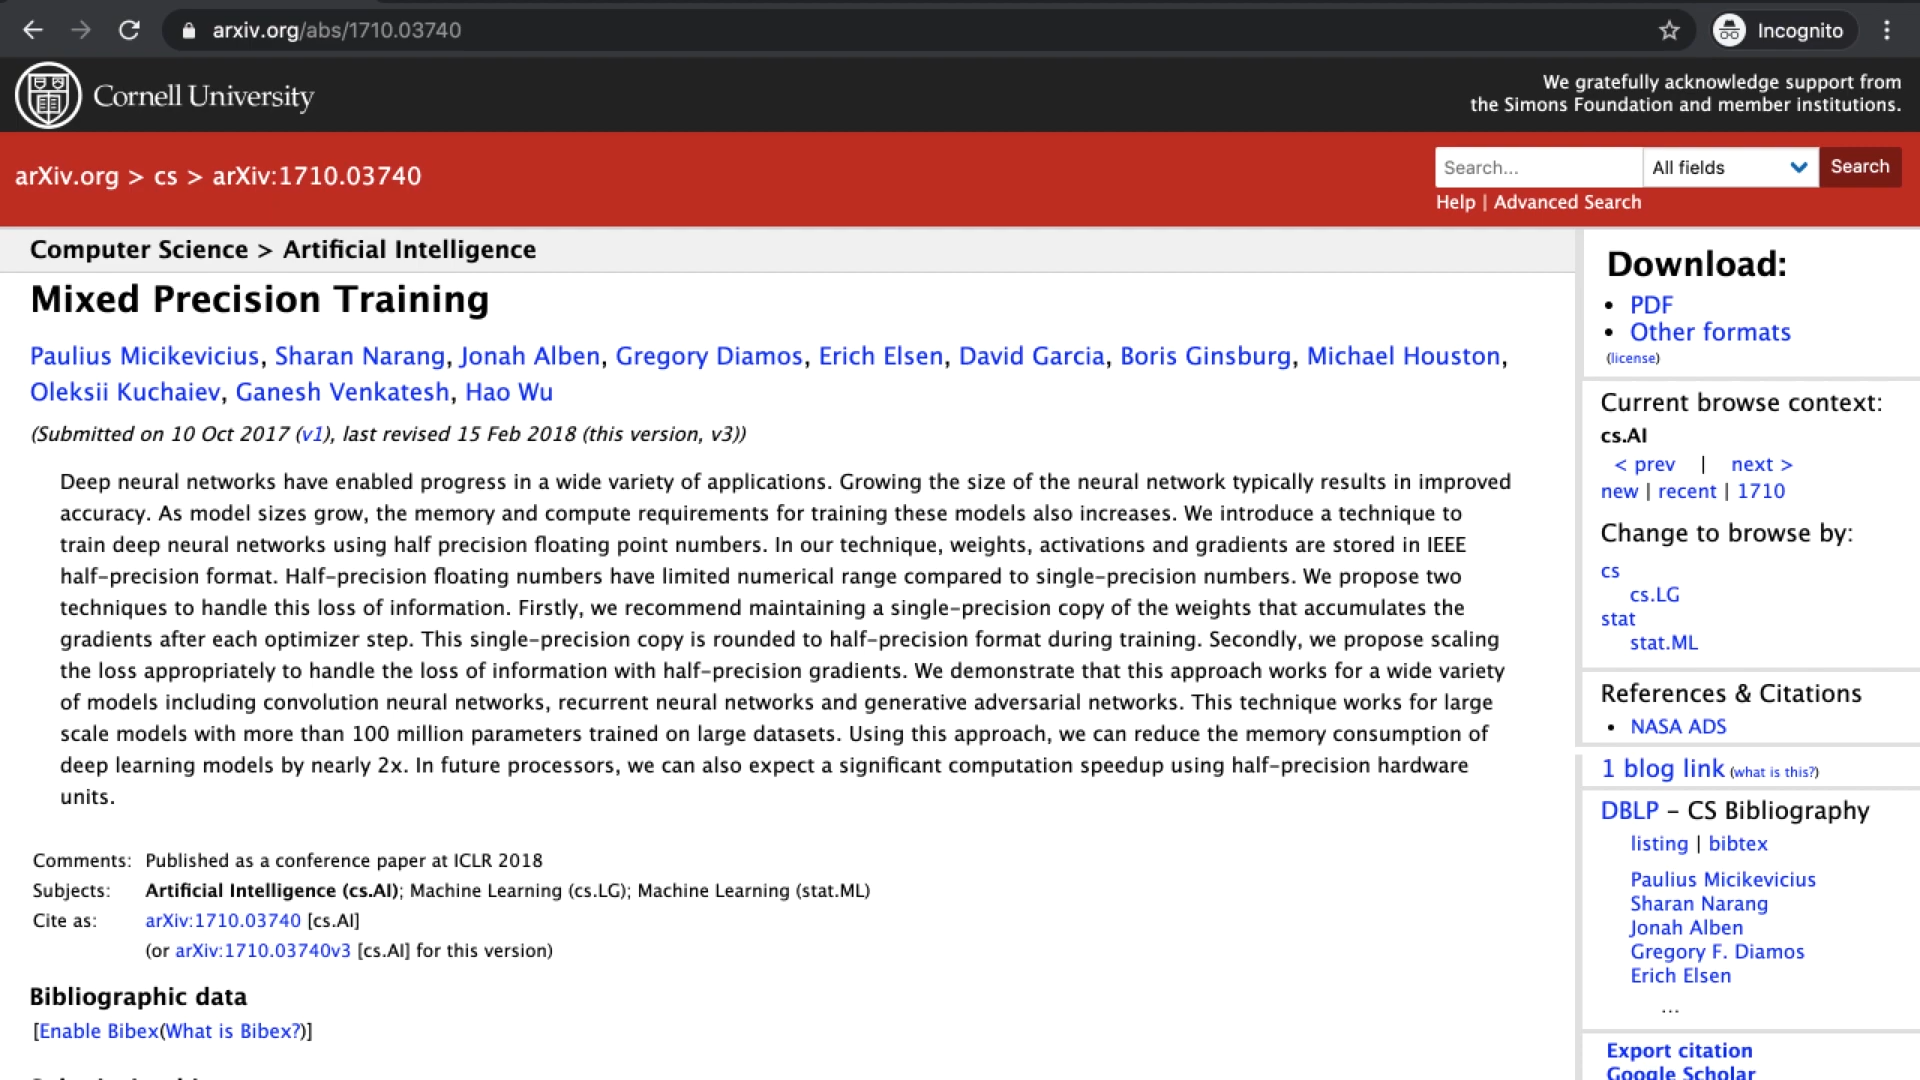 arxiv.org/abs/1710.03740
Incognito
Cornell University
We gratefully acknowledge support from
the Simons Foundation and member institutions.
arXiv.org > cs > arXiv:1710.03740
Search...
All fields
Search
Help | Advanced Search
Computer Science > Artificial Intelligence
Mixed Precision Training
Paulius Micikevicius, Sharan Narang, Jonah Alben, Gregory Diamos, Erich Elsen, David Garcia, Boris Ginsburg, Michael Houston,
Oleksii Kuchaiev, Ganesh Venkatesh, Hao Wu
(Submitted on 10 Oct 2017 (v1), last revised 15 Feb 2018 (this version, v3))
Deep neural networks have enabled progress in a wide variety of applications. Growing the size of the neural network typically results in improved
accuracy. As model sizes grow, the memory and compute requirements for training these models also increases. We introduce a technique to
train deep neural networks using half precision floating point numbers. In our technique, weights, activations and gradients are stored in IEEE
half-precision format. Half-precision floating numbers have limited numerical range compared to single-precision numbers. We propose two
techniques to handle this loss of information. Firstly, we recommend maintaining a single-precision copy of the weights that accumulates the
gradients after each optimizer step. This single-precision copy is rounded to half-precision format during training. Secondly, we propose scaling
the loss appropriately to handle the loss of information with half-precision gradients. We demonstrate that this approach works for a wide variety
of models including convolution neural networks, recurrent neural networks and generative adversarial networks. This technique works for large
scale models with more than 100 million parameters trained on large datasets. Using this approach, we can reduce the memory consumption of
deep learning models by nearly 2x. In future processors, we can also expect a significant computation speedup using half-precision hardware
units.
Comments: Published as a conference paper at ICLR 2018
Subjects: Artificial Intelligence (cs.AI); Machine Learning (cs.LG); Machine Learning (stat.ML)
Cite as: arXiv:1710.03740 [cs.AI]
(or arXiv:1710.03740v3 [cs.AI] for this version)
Bibliographic data
[Enable Bibex(What is Bibex?)]
Download:
• PDF
• Other formats
(license)
Current browse context:
cs.AI
< prev | next >
new | recent | 1710
Change to browse by:
cs
cs.LG
stat
stat.ML
References & Citations
• NASA ADS
1 blog link (what is this?)
DBLP – CS Bibliography
listing | bibtex
Paulius Micikevicius
Sharan Narang
Jonah Alben
Gregory F. Diamos
Erich Elsen
...
Export citation
Google Scholar